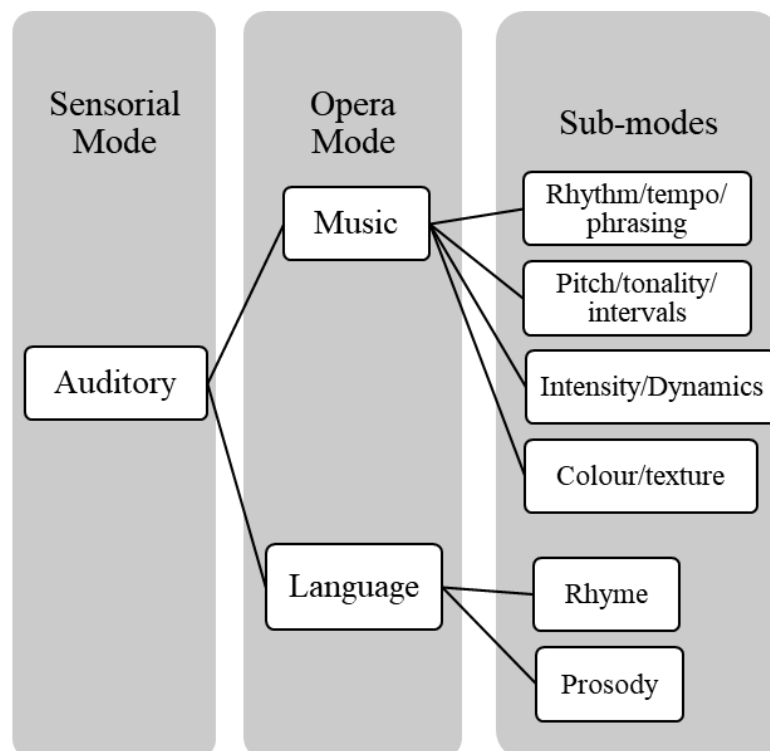 Sensorial
Mode
Opera
Mode
Sub-modes
Auditory
Music
Language
Rhythm/tempo/
phrasing
Pitch/tonality/
intervals
Intensity/Dynamics
Colour/texture
Rhyme
Prosody